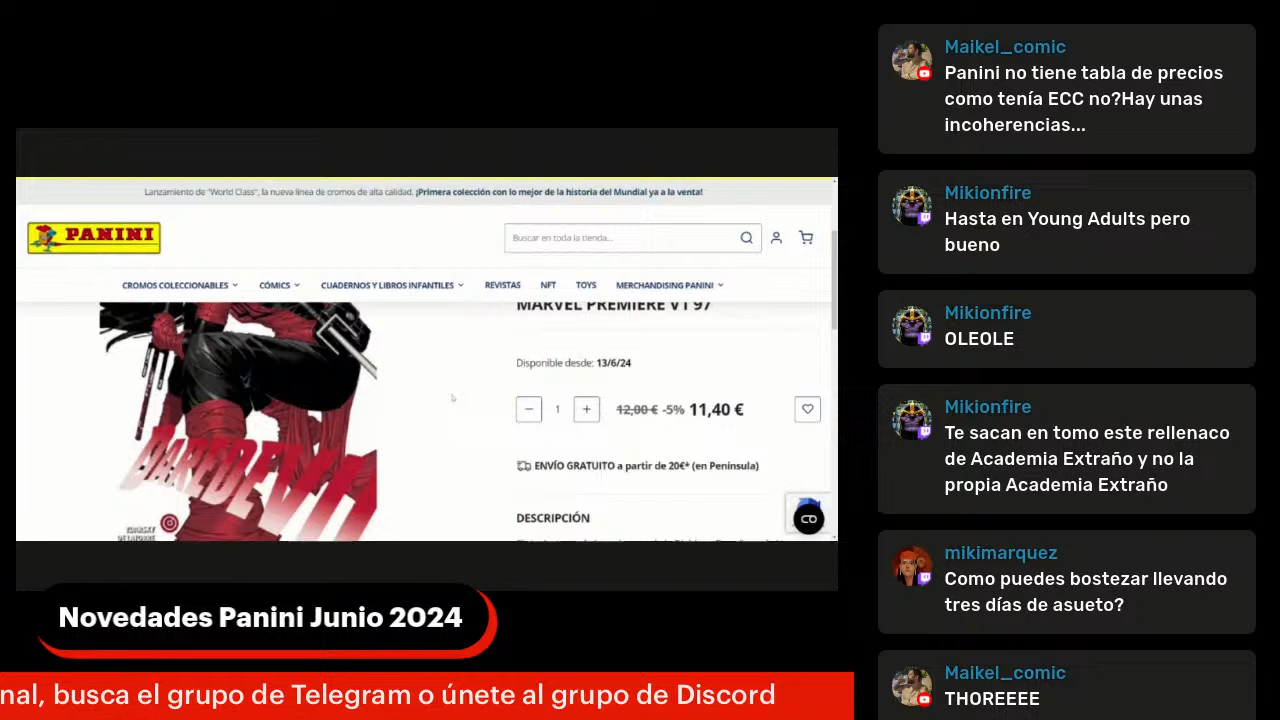 Lanzamiento de "World Class", la nueva línea de cromos de alta calidad. ¡Primera colección con lo mejor de la historia del Mundial ya a la venta!
PANINI
Buscar en toda la tienda...
CROMOS COLECCIONABLES CÓMICS CUADERNOS Y LIBROS INFANTILES REVISTAS NFT TOYS MERCHANDISING PANINI
MARVEL PREMIERE V1 97
Disponible desde: 13/6/24
1
12,00 € -5% 11,40 €
ENVÍO GRATUITO a partir de 20€* (en Península)
DESCRIPCIÓN
DAREDEVIL
ZDARSKY
DE LATORRE
Novedades Panini Junio 2024
nal, busca el grupo de Telegram o únete al grupo de Discord
Maikel_comic
Panini no tiene tabla de precios
como tenía ECC no?Hay unas
incoherencias...
Mikionfire
Hasta en Young Adults pero
bueno
Mikionfire
OLEOLE
Mikionfire
Te sacan en tomo este rellenaco
de Academia Extraño y no la
propia Academia Extraño
mikimarquez
Como puedes bostezar llevando
tres días de asueto?
Maikel_comic
THOREEEE